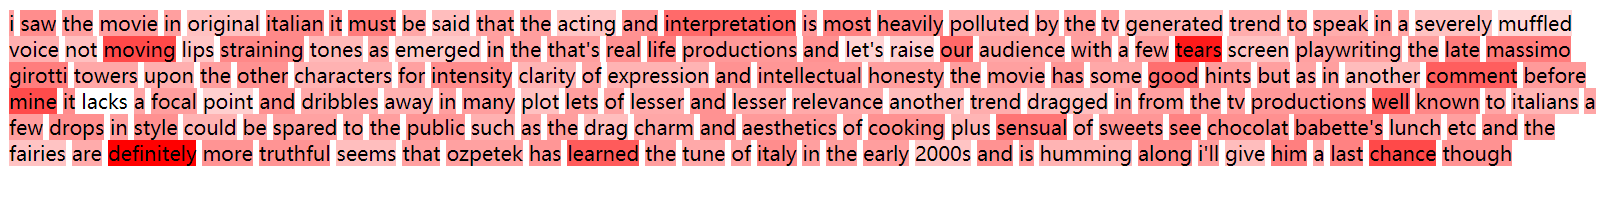 i saw the movie in original italian it must be said that the acting and interpretation is most heavily polluted by the tv generated trend to speak in a severely muffled
voice not moving lips straining tones as emerged in the that's real life productions and let's raise our audience with a few tears screen playwriting the late massimo
girotti towers upon the other characters for intensity clarity of expression and intellectual honesty the movie has some good hints but as in another comment before
mine it lacks a focal point and dribbles away in many plot lets of lesser and lesser relevance another trend dragged in from the tv productions well known to italians a
few drops in style could be spared to the public such as the drag charm and aesthetics of cooking plus sensual of sweets see chocolat babette's lunch etc and the
fairies are definitely more truthful seems that ozpetek has learned the tune of italy in the early 2000s and is humming along i'll give him a last chance though